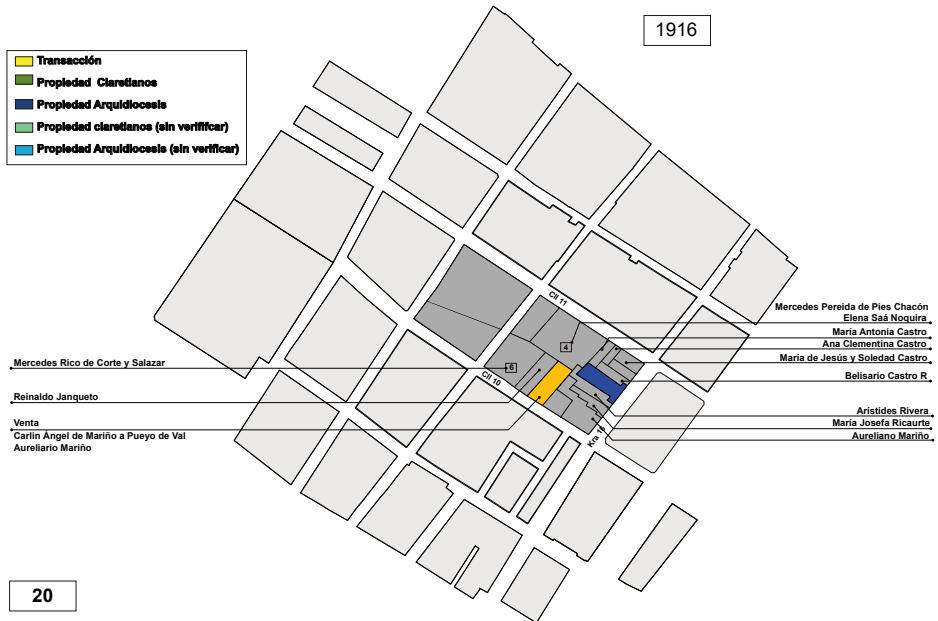 1916
Transacción
Propiedad Claretianos
Propiedad Arquidiocesis
Propiedad claretianos (sin verififcar)
Propiedad Arquidiocesis (sin verificar)
Cll 11
Mercedes Pereida de Pies Chacón
Elena Saá Noquira
María Antonia Castro
Ana Clementina Castro
María de Jesús y Soledad Castro
Belisario Castro R
Mercedes Rico de Corte y Salazar
4
6
Cll 10
Reinaldo Janqueto
Arístides Rivera
María Josefa Ricaurte
Aureliano Mariño
Kra 15
Venta
Carlin Ángel de Mariño a Pueyo de Val
Aureliario Mariño
20